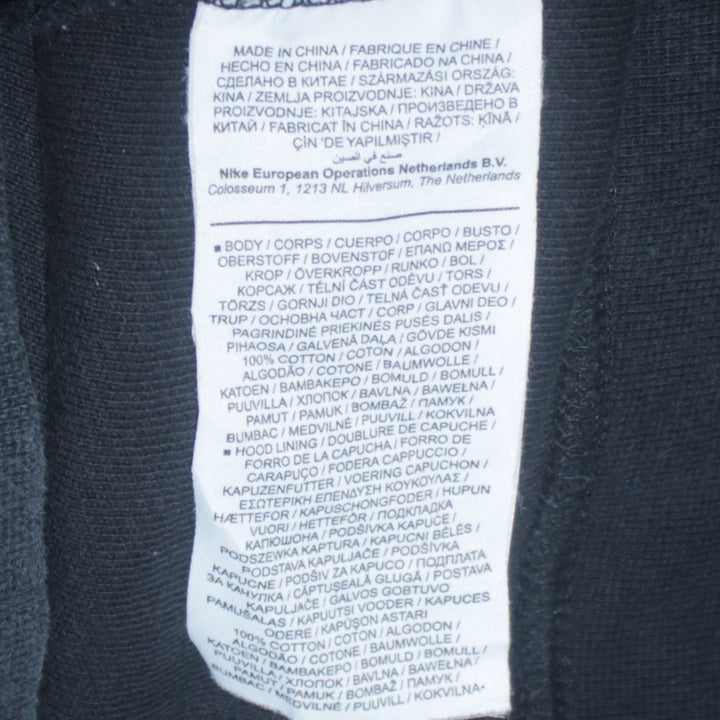 MADE IN CHINA / FABRIQUE EN CHINE /
HECHO EN CHINA / FABRICADO NA CHINA /
СДЕЛАНО В КИТАЕ / SZÁRMAZÁSI ORSZÁG:
KINA / ZEMLJA PROIZVODNJE: KINA / DRŽAVA
PROIZVODNJE: KITAJSKA / ПРОИЗВЕДЕНО В
КИТАЙ / FABRICAT ÎN CHINA / RAŽOTS: ĶĪNĀ /
ÇİN 'DE YAPILMIŞTIR /
صنع في الصين
Nike European Operations Netherlands B.V.
Colosseum 1, 1213 NL Hilversum, The Netherlands
■ BODY / CORPS / CUERPO / CORPO / BUSTO /
OBERSTOFF / BOVENSTOF / ΕΠΑΝΩ ΜΕΡΟΣ /
KROP / ÖVERKROPP / RUNKO / BOL /
КОРСАЖ / TĚLNÍ ČÁST ODĚVU / TORS /
TÖRZS / GORNJI DIO / TELNÁ ČASŤ ODEVU /
TRUP / ОСНОВНА ЧАСТ / CORP / GLAVNI DEO /
PAGRINDINĖ PRIEKINĖS PUSĖS DALIS /
PIHAOSA / GALVENĀ DAĻA / GÖVDE KISMI
100% COTTON / COTON / ALGODON /
ALGODÃO / COTONE / BAUMWOLLE /
KATOEN / ΒΑΜΒΑΚΕΡΟ / BOMULD / BOMULL /
PUUVILLA / ХЛОПОК / BAVLNA / BAWEŁNA /
PAMUT / PAMUK / BOMBAŽ / ПАМУК /
BUMBAC / MEDVILNĖ / PUUVILL / KOKVILNA
■ HOOD LINING / DOUBLURE DE CAPUCHE /
FORRO DE LA CAPUCHA / FORRO DE
CARAPUÇO / FODERA CAPPUCCIO /
KAPUZENFUTTER / VOERING CAPUCHON /
ΕΣΩΤΕΡΙΚΗ ΕΠΕΝΔΥΣΗ ΚΟΥΚΟΥΛΑΣ /
HÆTTEFOR / KAPUSCHONGFODER / HUPUN
VUORI / HETTEFÔR / ПОДКЛАДКА
КАПЮШОНА / PODŠÍVKA KAPUCE /
PODSZEWKA KAPTURA / KAPUCNI BÉLÉS /
PODSTAVA KAPULJAČE / PODŠÍVKA
KAPUCNE / PODŠIV ZA KAPUCO / ПОДПЛАТА
ЗА КАЧУЛКА / CĂPTUȘEALĂ GLUGĂ / POSTAVA
KAPULJAČE / GALVOS GOBTUVO
PAMUŠALAS / KAPUUTSI VOODER / KAPUCES
ODERE / KAPÜŞON ASTARI
100% COTTON / COTON / ALGODON /
ALGODÃO / COTONE / BAUMWOLLE /
KATOEN / ΒΑΜΒΑΚΕΡΟ / BOMULD / BOMULL /
PUUVILLA / ХЛОПОК / BAVLNA / BAWEŁNA /
PAMUT / PAMUK / BOMBAŽ / ПАМУК /
BUMBAC / MEDVILNĖ / PUUVILL / KOKVILNA